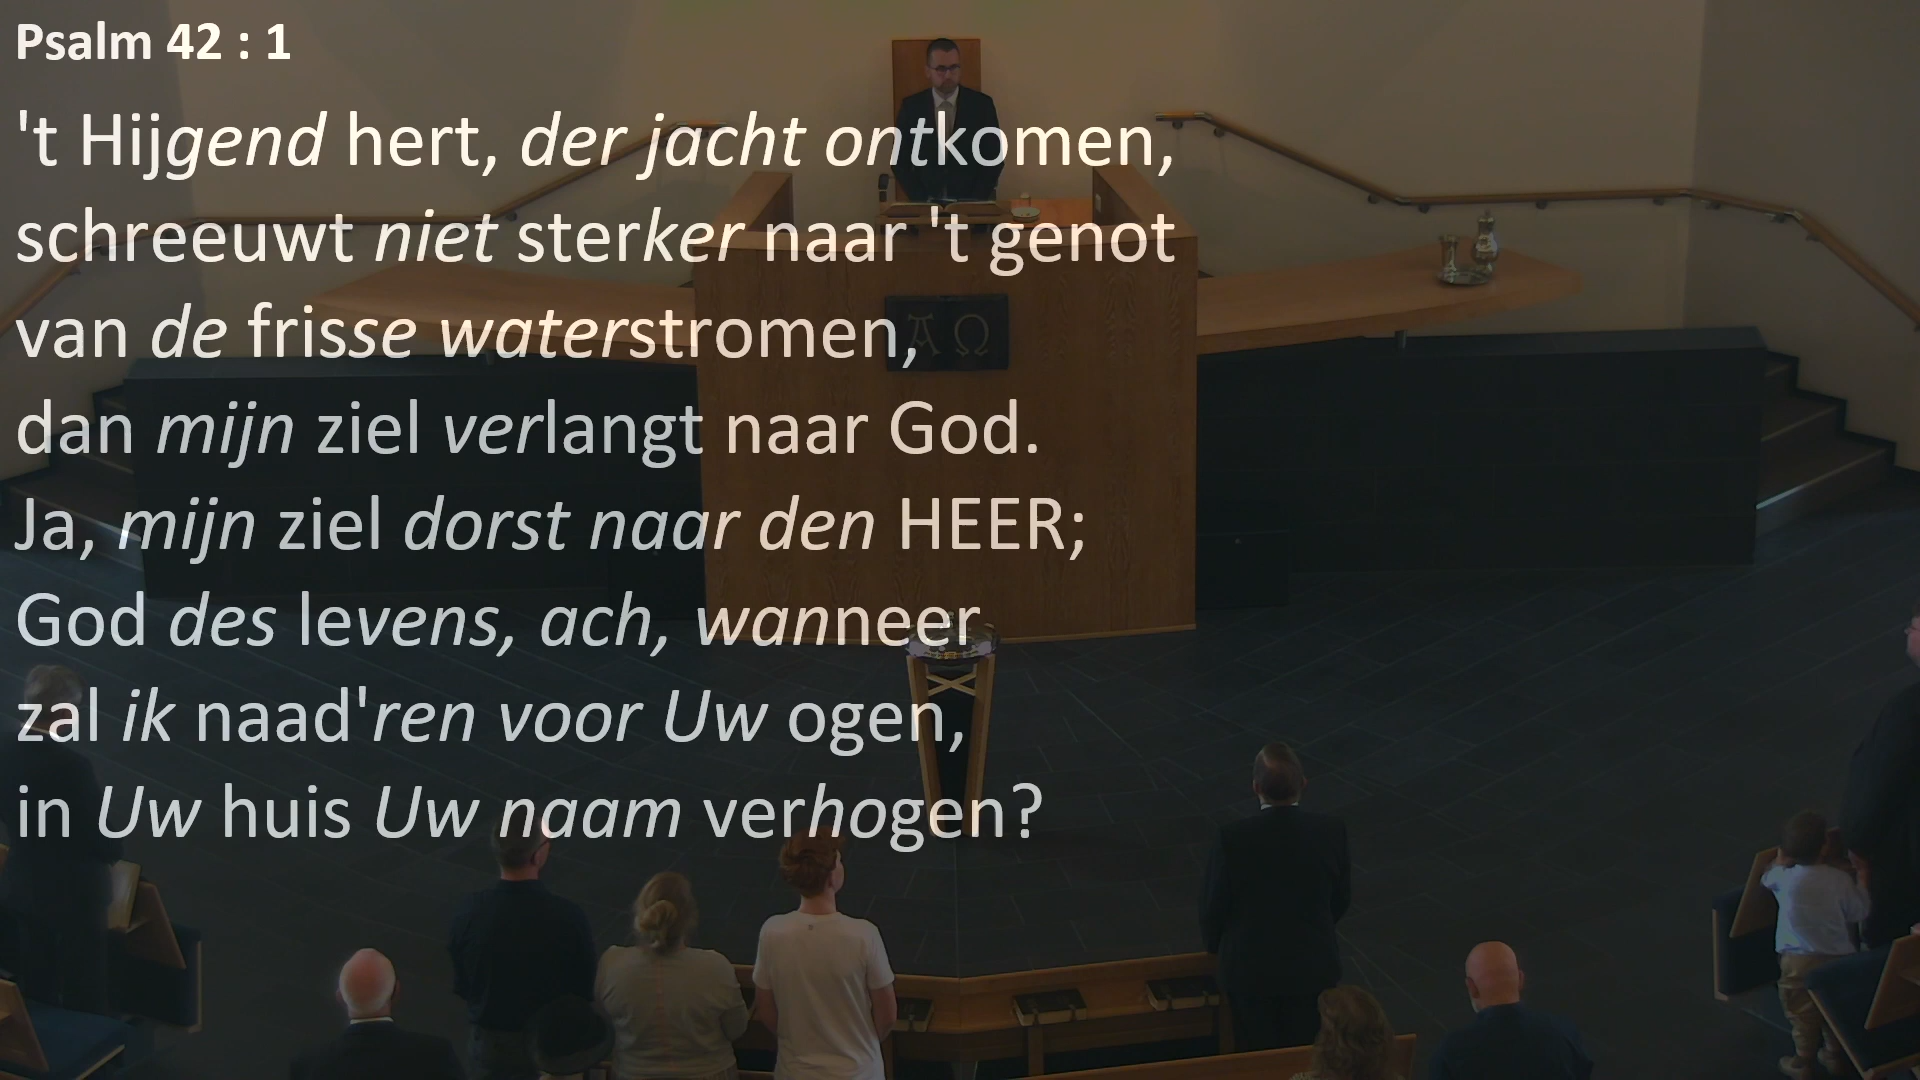 Psalm 42 : 1
't Hijgend hert, der jacht ontkomen,
schreeuwt niet sterker naar 't genot
van de frisse waterstromen,
dan mijn ziel verlangt naar God.
Ja, mijn ziel dorst naar den HEER;
God des levens, ach, wanneer
zal ik naad'ren voor Uw ogen,
in Uw huis Uw naam verhogen?
Α Ω